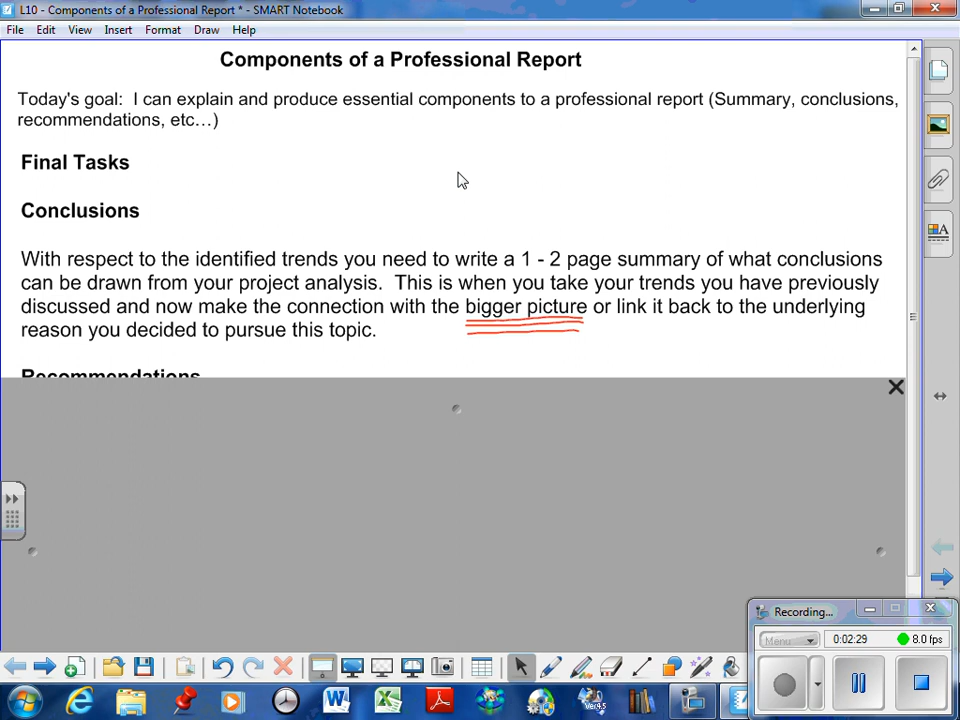 L10 - Components of a Professional Report * - SMART Notebook
File Edit View Insert Format Draw Help
Components of a Professional Report
Today's goal:  I can explain and produce essential components to a professional report (Summary, conclusions,
recommendations, etc…)
Final Tasks
Conclusions
With respect to the identified trends you need to write a 1 - 2 page summary of what conclusions
can be drawn from your project analysis.  This is when you take your trends you have previously
discussed and now make the connection with the bigger picture or link it back to the underlying
reason you decided to pursue this topic.
Recommendations
Recording...
Menu 0:02:29 8.0 fps